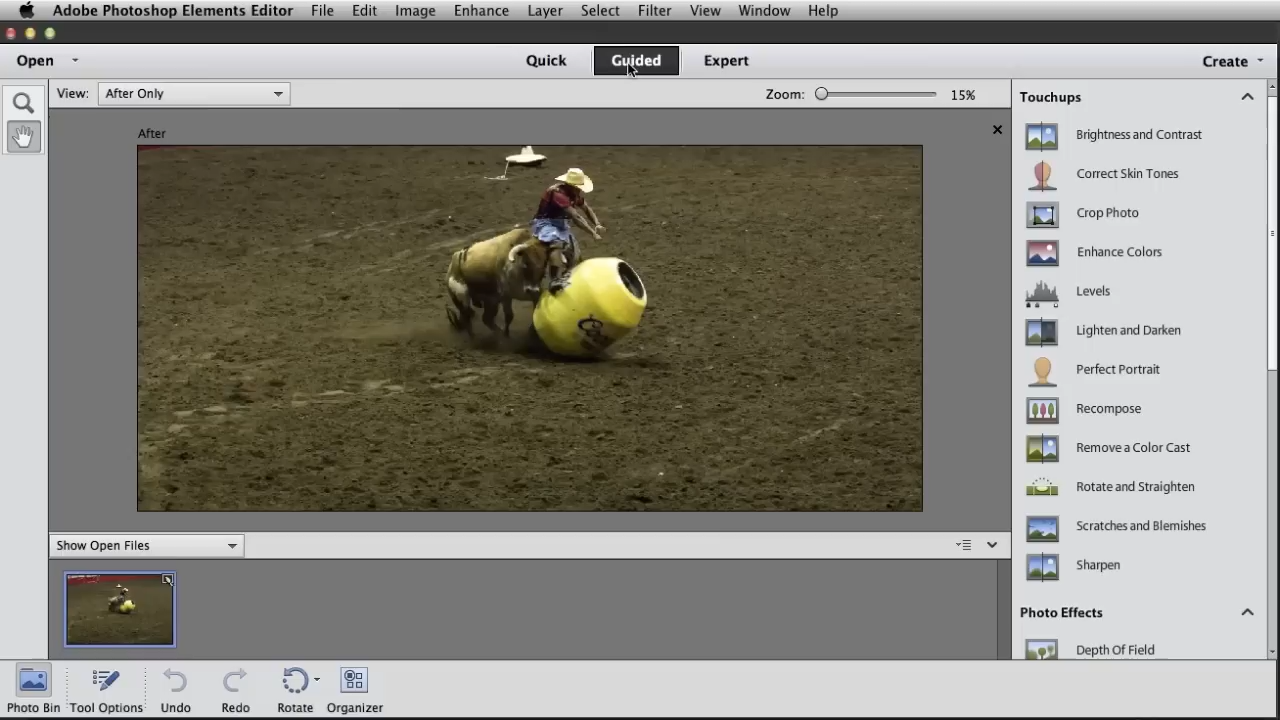 Adobe Photoshop Elements Editor File Edit Image Enhance Layer Select Filter View Window Help
Open Quick Guided Expert Create
View: After Only Zoom: 15%
After
Touchups
Brightness and Contrast
Correct Skin Tones
Crop Photo
Enhance Colors
Levels
Lighten and Darken
Perfect Portrait
Recompose
Remove a Color Cast
Rotate and Straighten
Scratches and Blemishes
Sharpen
Photo Effects
Depth Of Field
Show Open Files
Photo Bin Tool Options Undo Redo Rotate Organizer